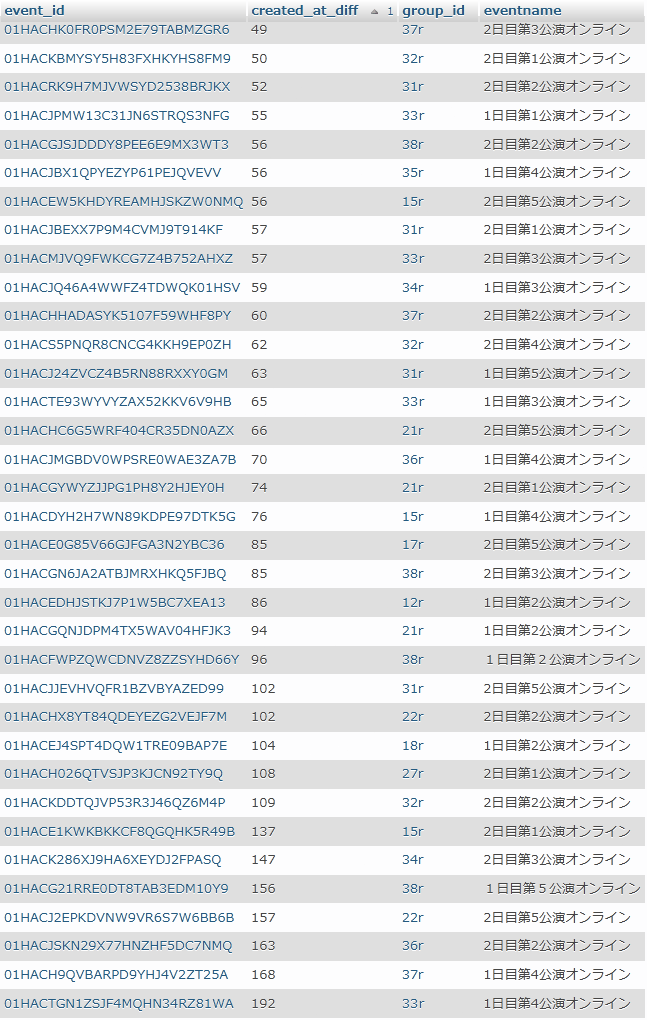 event_id created_at_diff 1 group_id eventname
01HACHK0FR0PSM2E79TABMZGR6 49 37r 2日目第3公演オンライン
01HACKBMYSY5H83FXHKYHS8FM9 50 32r 2日目第1公演オンライン
01HACRK9H7MJVWSYD2538BRJKX 52 31r 2日目第2公演オンライン
01HACJPMW13C31JN6STRQS3NFG 55 33r 1日目第1公演オンライン
01HACGJSJDDDY8PEE6E9MX3WT3 56 38r 2日目第2公演オンライン
01HACJBX1QPYEZYP61PEJQVEVV 56 35r 1日目第4公演オンライン
01HACEW5KHDYREAMHJSKZW0NMQ 56 15r 2日目第5公演オンライン
01HACJBEXX7P9M4CVMJ9T914KF 57 31r 2日目第1公演オンライン
01HACMJVQ9FWKCG7Z4B752AHXZ 57 33r 2日目第3公演オンライン
01HACJQ46A4WWFZ4TDWQK01HSV 59 34r 1日目第3公演オンライン
01HACHHADASYK5107F59WHF8PY 60 37r 2日目第2公演オンライン
01HACS5PNQR8CNCG4KKH9EP0ZH 62 32r 2日目第4公演オンライン
01HACJ24ZVCZ4B5RN88RXXY0GM 63 31r 1日目第5公演オンライン
01HACTE93WYVYZAX52KKV6V9HB 65 33r 1日目第3公演オンライン
01HACHC6G5WRF404CR35DN0AZX 66 21r 2日目第5公演オンライン
01HACJMGBDV0WPSRE0WAE3ZA7B 70 36r 1日目第4公演オンライン
01HACGYWYZJJPG1PH8Y2HJEY0H 74 21r 2日目第1公演オンライン
01HACDYH2H7WN89KDPE97DTK5G 76 15r 1日目第4公演オンライン
01HACE0G85V66GJFGA3N2YBC36 85 17r 2日目第5公演オンライン
01HACGN6JA2ATBJMRXHKQ5FJBQ 85 38r 2日目第3公演オンライン
01HACEDHJSTKJ7P1W5BC7XEA13 86 12r 1日目第2公演オンライン
01HACGQNJDPM4TX5WAV04HFJK3 94 21r 1日目第2公演オンライン
01HACFWPZQWCDNVZ8ZZSYHD66Y 96 38r １日目第２公演オンライン
01HACJJEVHVQFR1BZVBYAZED99 102 31r 2日目第5公演オンライン
01HACHX8YT84QDEYEZG2VEJF7M 102 22r 2日目第2公演オンライン
01HACEJ4SPT4DQW1TRE09BAP7E 104 18r 1日目第2公演オンライン
01HACH026QTVSJP3KJCN92TY9Q 108 27r 2日目第1公演オンライン
01HACKDDTQJVP53R3J46QZ6M4P 109 32r 2日目第2公演オンライン
01HACE1KWKBKKCF8QGQHK5R49B 137 15r 2日目第1公演オンライン
01HACK286XJ9HA6XEYDJ2FPASQ 147 34r 2日目第3公演オンライン
01HACG21RRE0DT8TAB3EDM10Y9 156 38r １日目第５公演オンライン
01HACJ2EPKDVNW9VR6S7W6BB6B 157 22r 2日目第5公演オンライン
01HACJSKN29X77HNZHF5DC7NMQ 163 36r 2日目第2公演オンライン
01HACH9QVBARPD9YHJ4V2ZT25A 168 37r 1日目第4公演オンライン
01HACTGN1ZSJF4MQHN34RZ81WA 192 33r 1日目第4公演オンライン